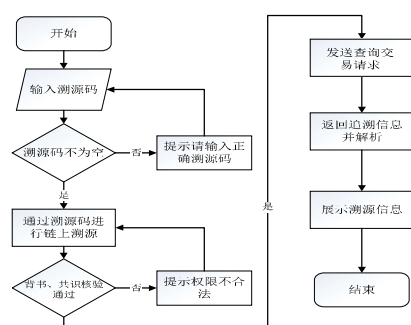 开始
输入溯源码
溯源码不为空
否
提示请输入正
确溯源码
是
通过溯源码进
行链上溯源
背书、共识核验
通过
否
提示权限不合
法
是
发送查询交
易请求
返回追溯信息
并解析
展示溯源信息
结束